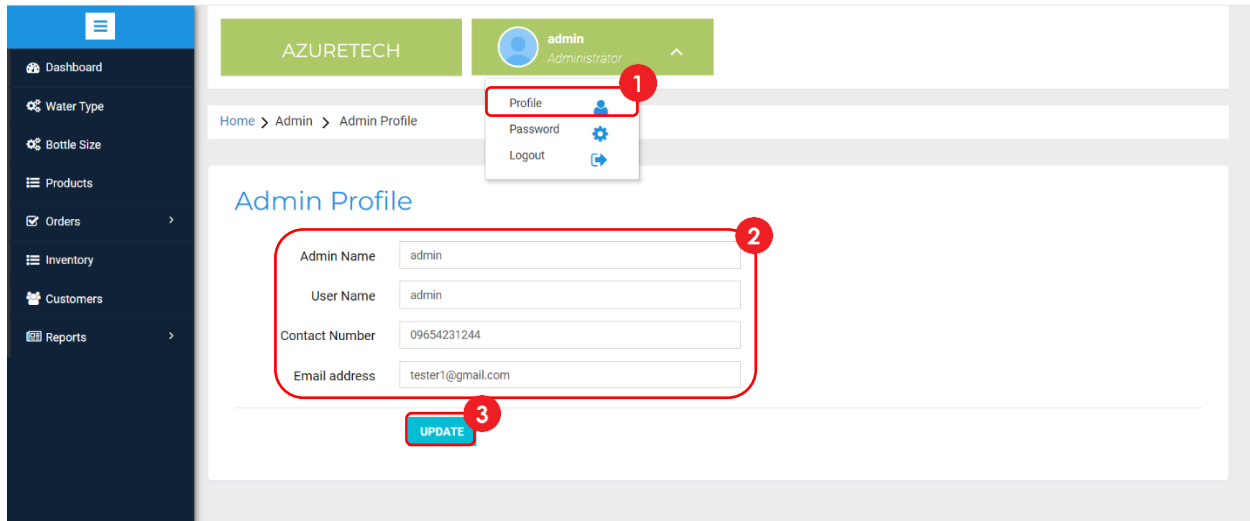 AZURETECH
admin
Administrator
1
Profile
Password
Logout
Dashboard
Water Type
Bottle Size
Products
Orders
Inventory
Customers
Reports
Home > Admin > Admin Profile
Admin Profile
2
Admin Name admin
User Name admin
Contact Number 09654231244
Email address tester1@gmail.com
3
UPDATE